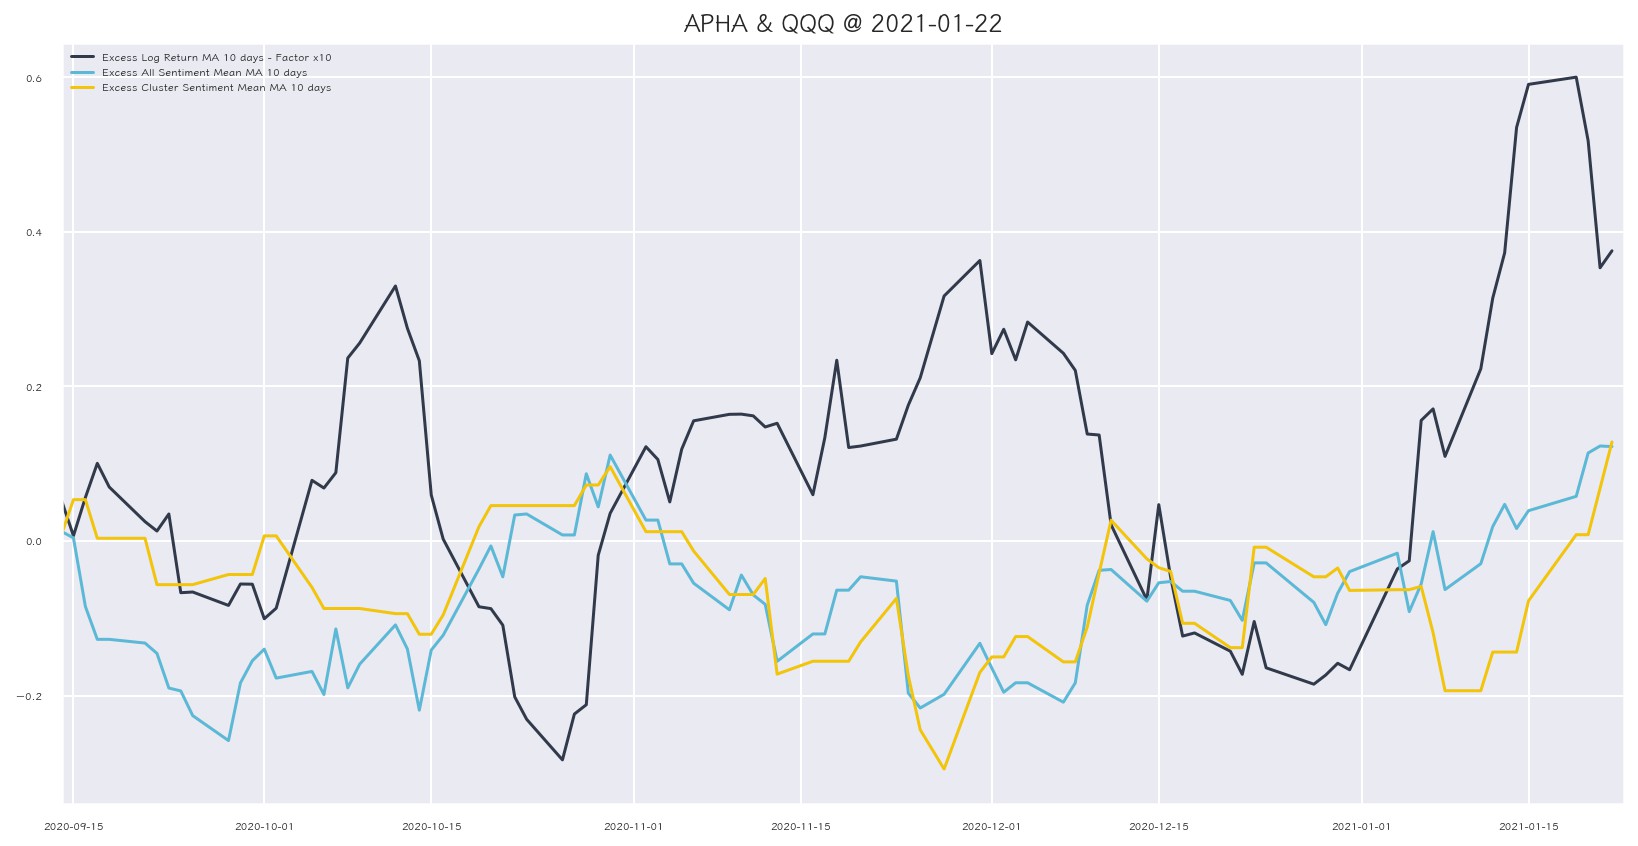 APHA & QQQ @ 2021-01-22
Excess Log Return MA 10 days - Factor x10
Excess All Sentiment Mean MA 10 days
Excess Cluster Sentiment Mean MA 10 days
0.6
0.4
0.2
0.0
−0.2
2020-09-15 2020-10-01 2020-10-15 2020-11-01 2020-11-15 2020-12-01 2020-12-15 2021-01-01 2021-01-15